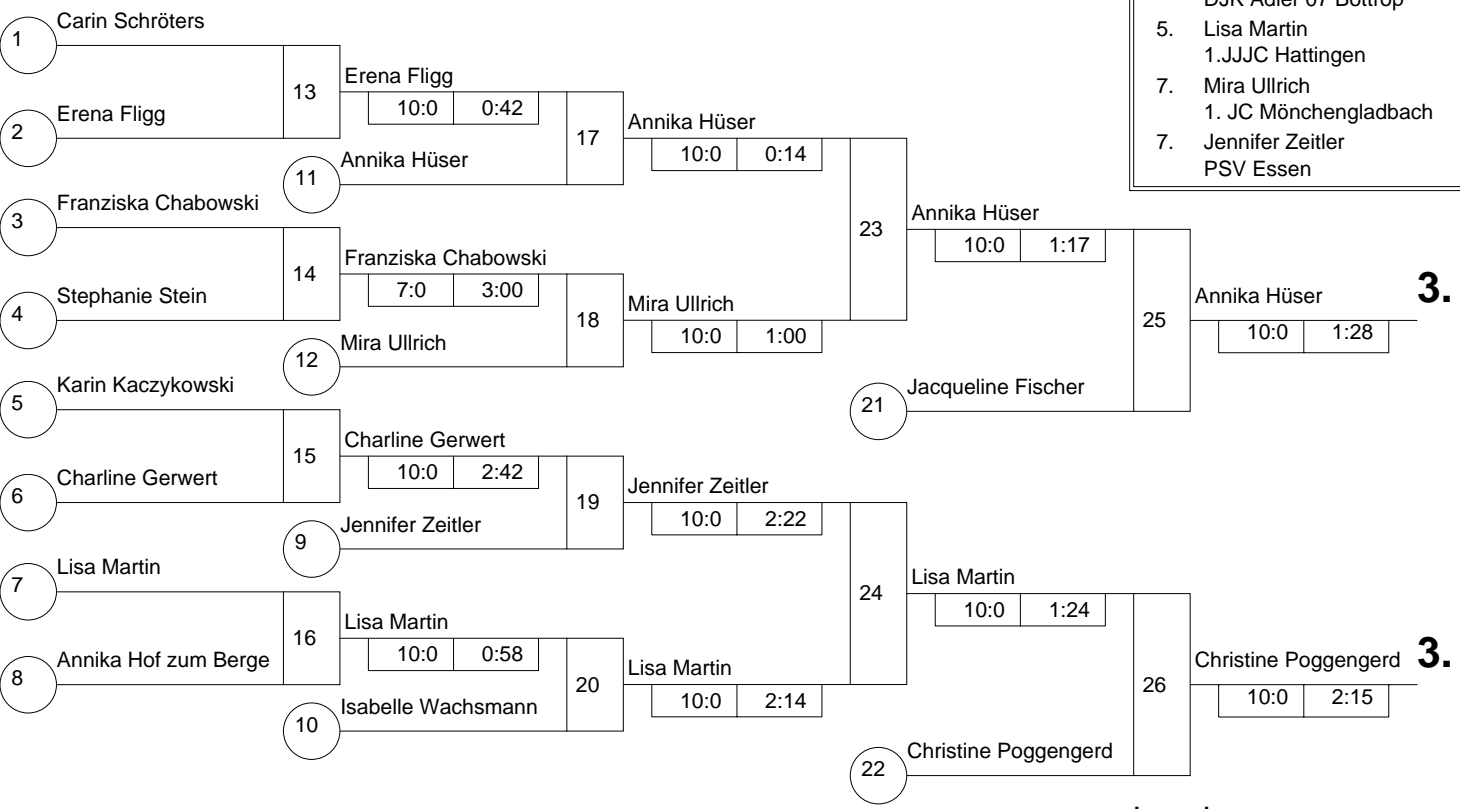 DJK Adler 07 Bottrop
5. Lisa Martin
1.JJJC Hattingen
7. Mira Ullrich
1. JC Mönchengladbach
7. Jennifer Zeitler
PSV Essen
1 Carin Schröters
2 Erena Fligg
3 Franziska Chabowski
4 Stephanie Stein
5 Karin Kaczykowski
6 Charline Gerwert
7 Lisa Martin
8 Annika Hof zum Berge
13 Erena Fligg
10:0 0:42
11 Annika Hüser
14 Franziska Chabowski
7:0 3:00
12 Mira Ullrich
15 Charline Gerwert
10:0 2:42
9 Jennifer Zeitler
16 Lisa Martin
10:0 0:58
10 Isabelle Wachsmann
17 Annika Hüser
10:0 0:14
18 Mira Ullrich
10:0 1:00
19 Jennifer Zeitler
10:0 2:22
20 Lisa Martin
10:0 2:14
23 Annika Hüser
10:0 1:17
21 Jacqueline Fischer
24 Lisa Martin
10:0 1:24
22 Christine Poggengerd
25 Annika Hüser 3.
10:0 1:28
26 Christine Poggengerd 3.
10:0 2:15